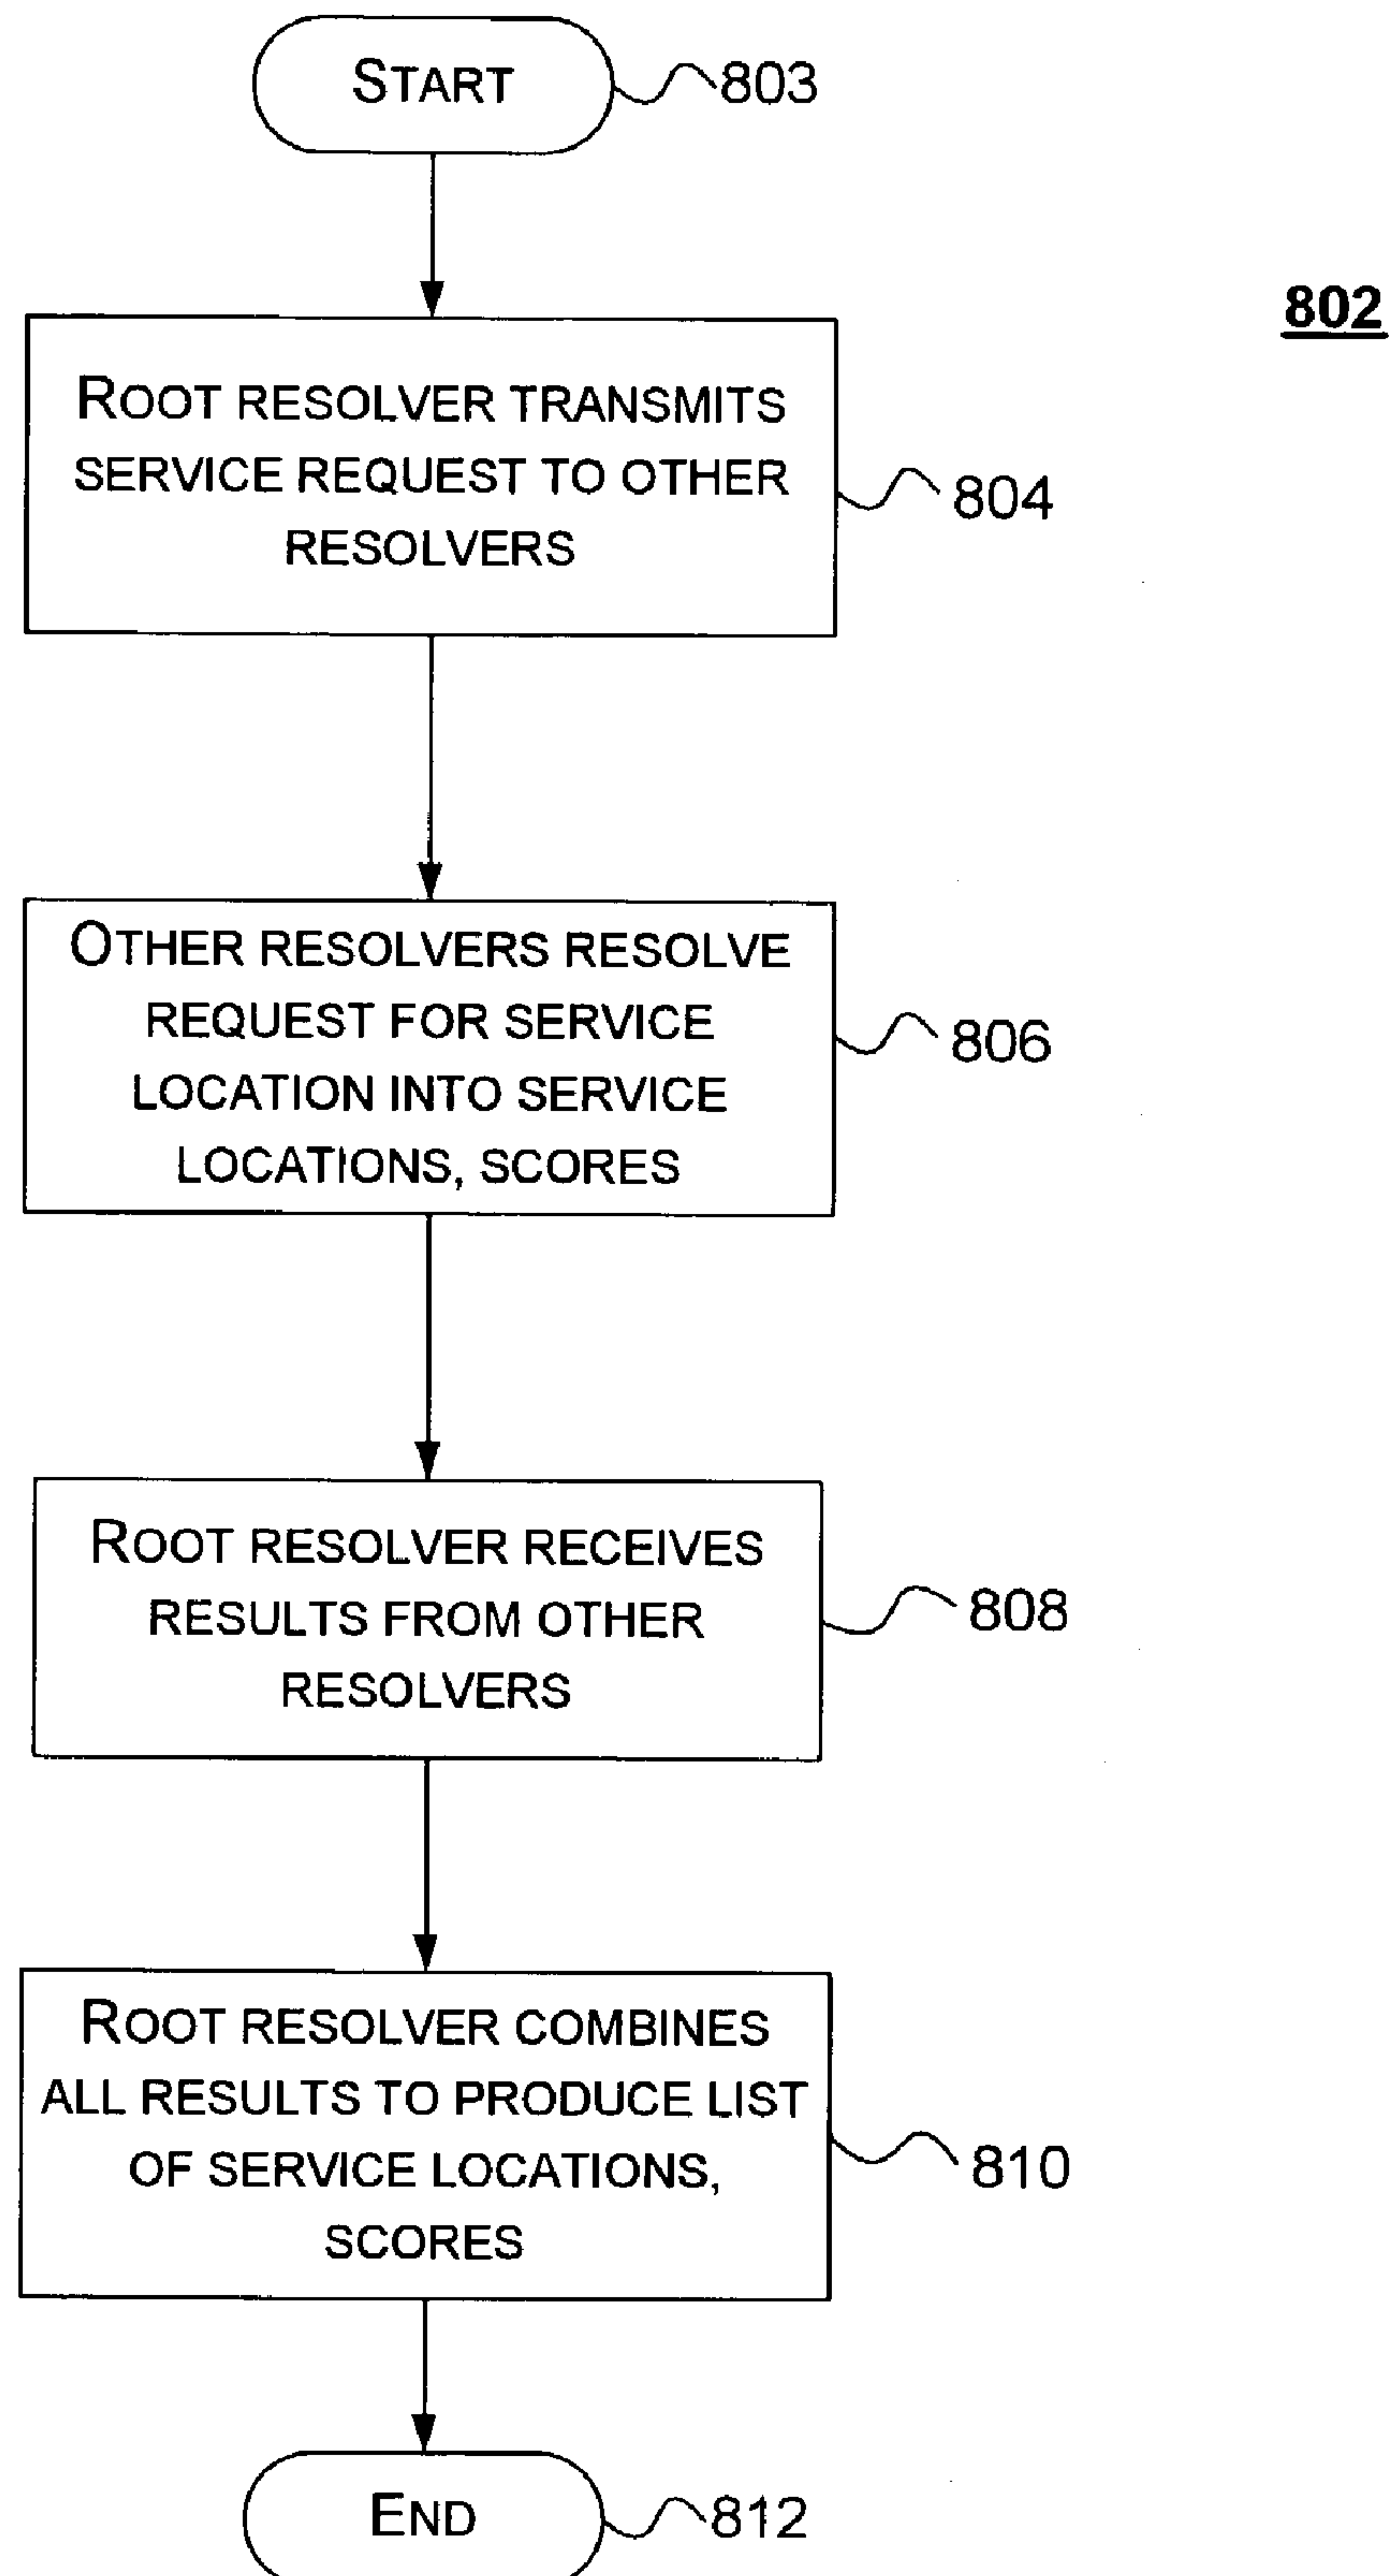 START
803
802
ROOT RESOLVER TRANSMITS
SERVICE REQUEST TO OTHER
RESOLVERS
804
OTHER RESOLVERS RESOLVE
REQUEST FOR SERVICE
LOCATION INTO SERVICE
LOCATIONS, SCORES
806
ROOT RESOLVER RECEIVES
RESULTS FROM OTHER
RESOLVERS
808
ROOT RESOLVER COMBINES
ALL RESULTS TO PRODUCE LIST
OF SERVICE LOCATIONS,
SCORES
810
END
812